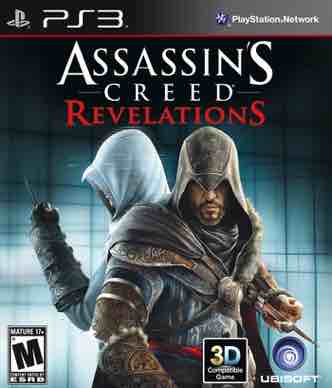 PS3
PlayStation Network
ASSASSIN'S
CREED
REVELATIONS
MATURE 17+
M
CONTENT RATED BY
ESRB
3D
Compatible
Game
UBISOFT